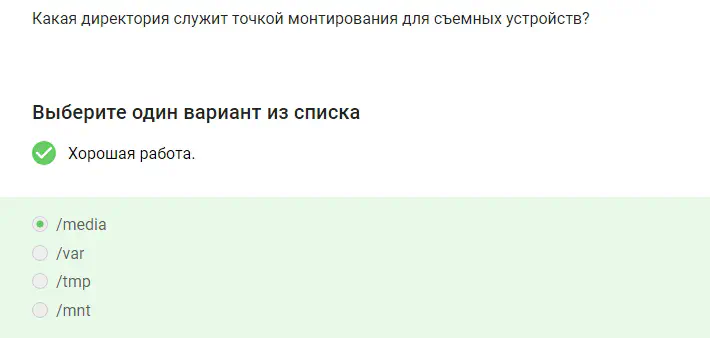 Какая директория служит точкой монтирования для съемных устройств?
Выберите один вариант из списка
Хорошая работа.
/media
/var
/tmp
/mnt